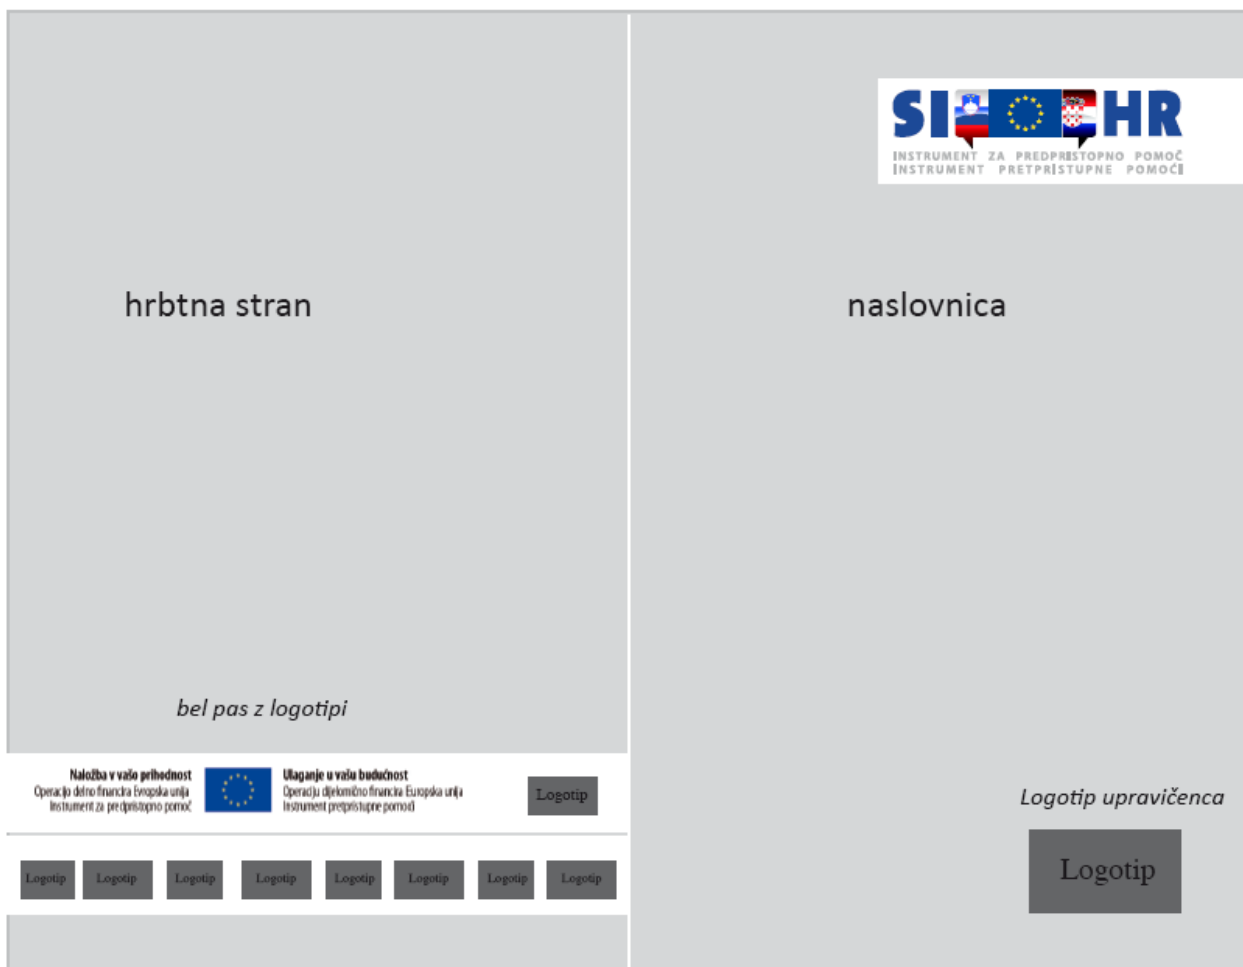 hrbtna stran
bel pas z logotipi
Naložba v vašo prihodnost
Operacijo delno financira Evropska unija
Instrument za predpristopno pomoč
Ulaganje u vašu budućnost
Operaciju dijelomično financira Europska unija
Instrument pretpristupne pomoći
Logotip
Logotip Logotip Logotip Logotip Logotip Logotip Logotip Logotip
SI HR
INSTRUMENT ZA PREDPRISTOPNO POMOČ
INSTRUMENT PRETPRISTUPNE POMOĆI
naslovnica
Logotip upravičenca
Logotip